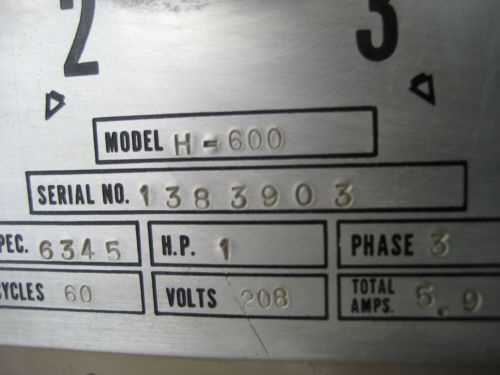 2 3
MODEL H-600
SERIAL NO. 1383903
PEC. 6345 H.P. 1 PHASE 3
YCLES 60 VOLTS 208 TOTAL AMPS. 5.9